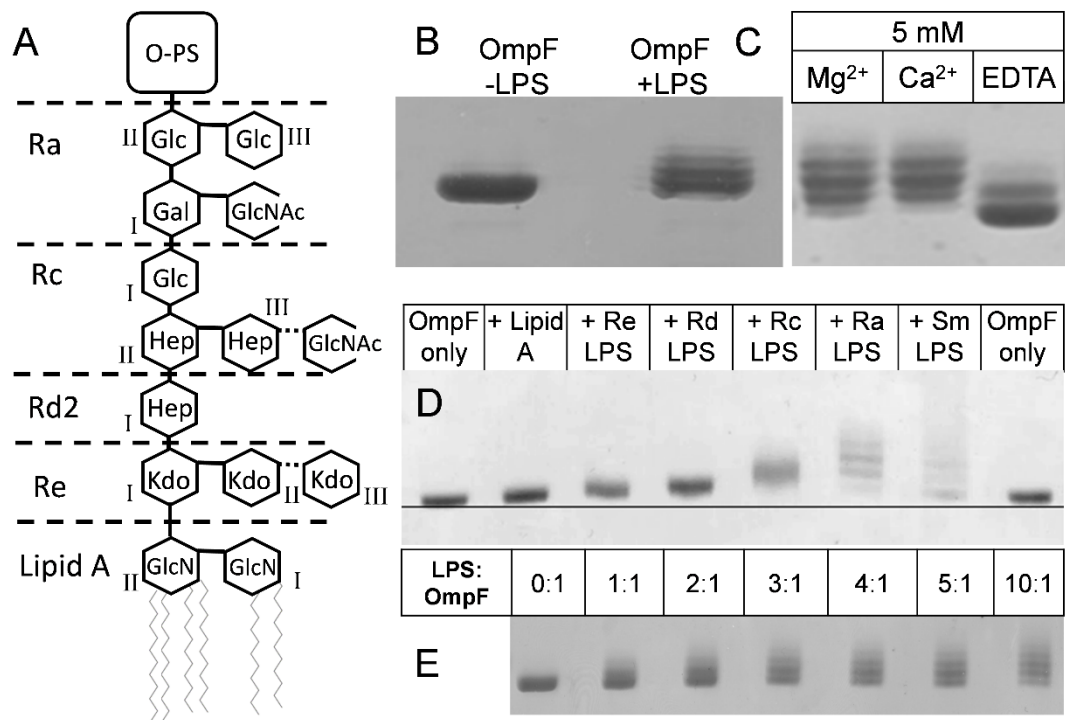 A
O-PS
Ra
II
Glc
Glc
III
I
Gal
GlcNAc
Rc
I
Glc
III
II
Hep
Hep
GlcNAc
Rd2
I
Hep
Re
I
Kdo
Kdo
II
Kdo
III
Lipid A
II
GlcN
GlcN
I
B
OmpF
-LPS
OmpF
+LPS
C
5 mM
Mg²⁺ Ca²⁺ EDTA
OmpF only
+ Lipid A
+ Re LPS
+ Rd LPS
+ Rc LPS
+ Ra LPS
+ Sm LPS
OmpF only
D
LPS:
OmpF
0:1 1:1 2:1 3:1 4:1 5:1 10:1
E